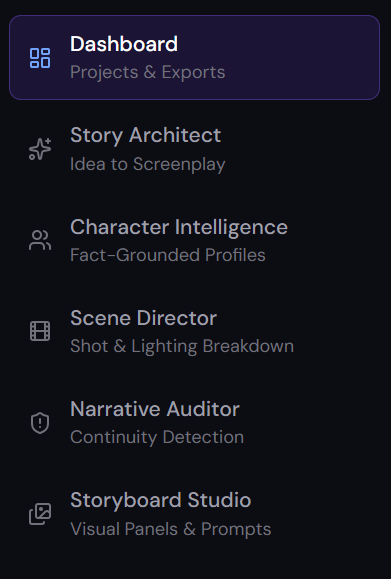 Dashboard
Projects & Exports
Story Architect
Idea to Screenplay
Character Intelligence
Fact-Grounded Profiles
Scene Director
Shot & Lighting Breakdown
Narrative Auditor
Continuity Detection
Storyboard Studio
Visual Panels & Prompts